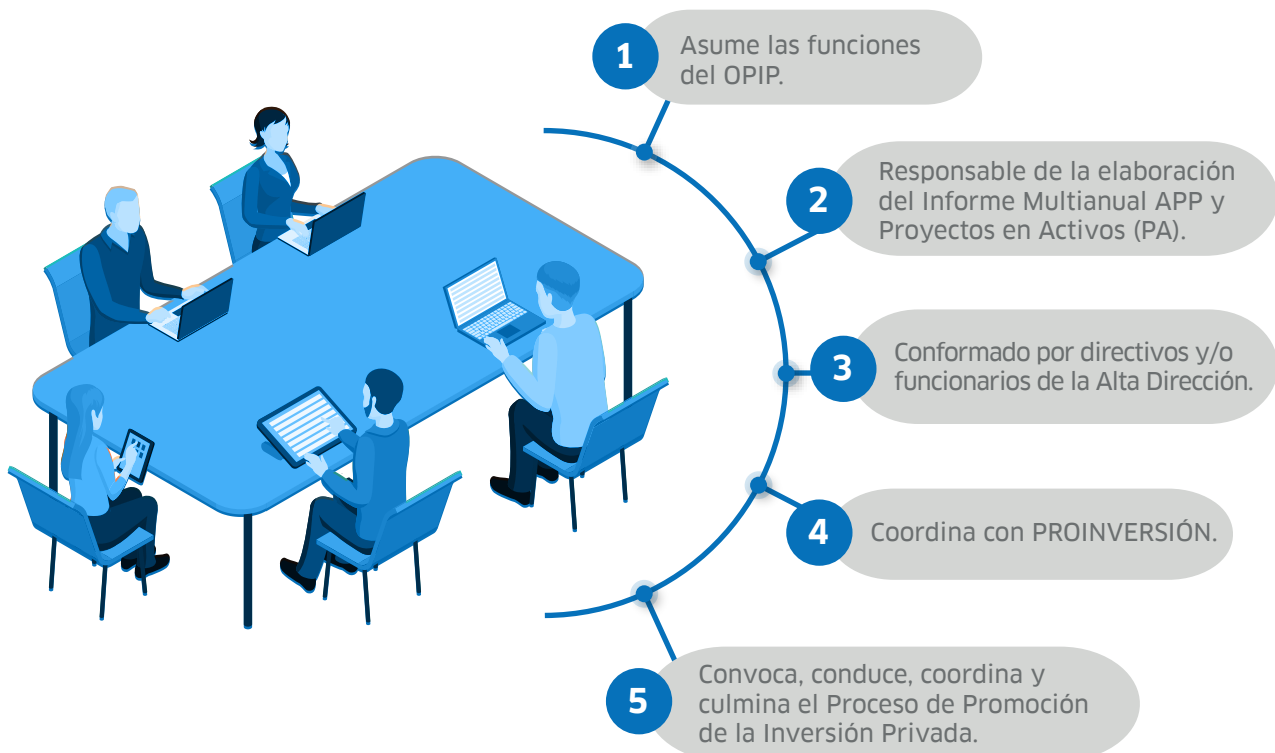 1
Asume las funciones
del OPIP.
2
Responsable de la elaboración
del Informe Multianual APP y
Proyectos en Activos (PA).
3
Conformado por directivos y/o
funcionarios de la Alta Dirección.
4
Coordina con PROINVERSIÓN.
5
Convoca, conduce, coordina y
culmina el Proceso de Promoción
de la Inversión Privada.